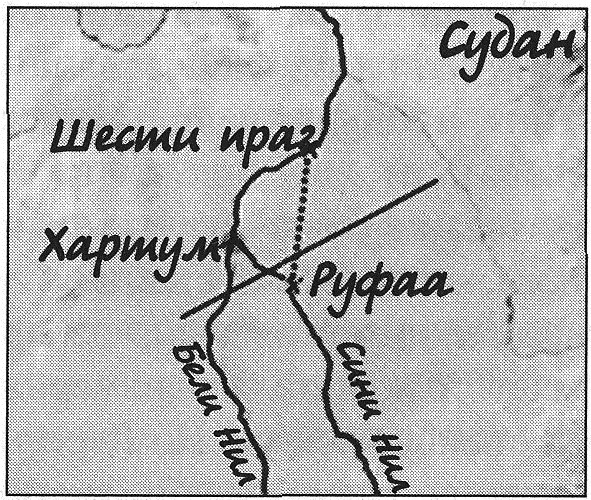 Судан
Шести праг
Хартум
Руфаа
Бели Нил
Сини Нил